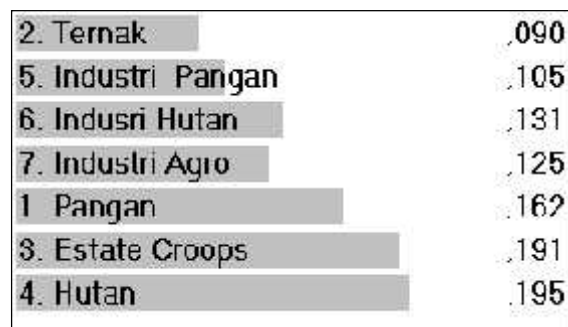 2. Ternak ,090
5. Industri Pangan ,105
6. Indusri Hutan ,131
7. Industri Agro ,125
1 Pangan ,162
3. Estate Croops ,191
4. Hutan ,195